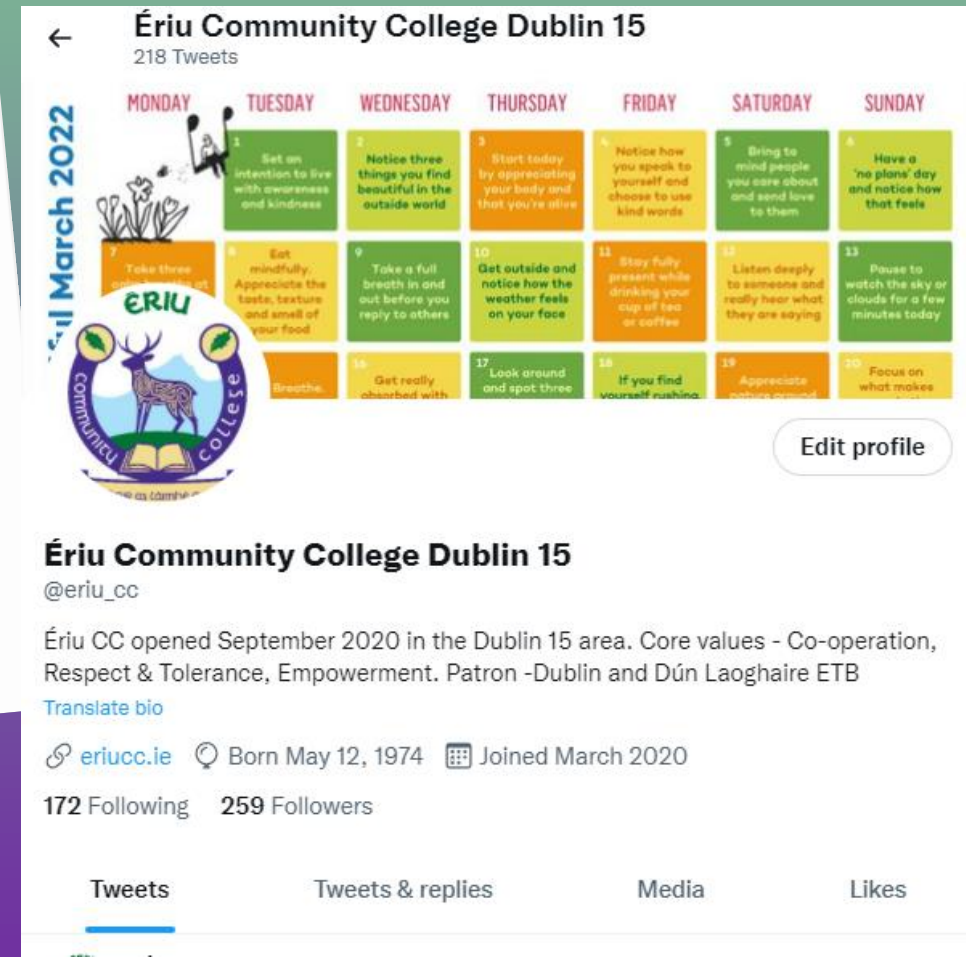 Ériu Community College Dublin 15
218 Tweets
ful March 2022
MONDAY TUESDAY WEDNESDAY THURSDAY FRIDAY SATURDAY SUNDAY
1 Set an
intention to live
with awareness
and kindness
2
Notice three
things you find
beautiful in the
outside world
3
Start today
by appreciating
your body and
that you're alive
4
Notice how
you speak to
yourself and
choose to use
kind words
5
Bring to
mind people
you care about
and send love
to them
6
Have a
'no plans' day
and notice how
that feels
7
Take three
calm breaths at
8
Eat
mindfully.
Appreciate the
taste, texture
and smell of
your food
9
Take a full
breath in and
out before you
reply to others
10
Get outside and
notice how the
weather feels
on your face
11
Stay fully
present while
drinking your
cup of tea
or coffee
12
Listen deeply
to someone and
really hear what
they are saying
13
Pause to
watch the sky or
clouds for a few
minutes today
Breathe.
16
Get really
absorbed with
17
Look around
and spot three
18
If you find
yourself rushing,
19
Appreciate
nature around
20
Focus on
what makes
ERIU
COMMUNITY COLLEGE
Edit profile
Ériu Community College Dublin 15
@eriu_cc
Ériu CC opened September 2020 in the Dublin 15 area. Core values - Co-operation,
Respect & Tolerance, Empowerment. Patron -Dublin and Dún Laoghaire ETB
Translate bio
eriucc.ie Born May 12, 1974 Joined March 2020
172 Following 259 Followers
Tweets Tweets & replies Media Likes